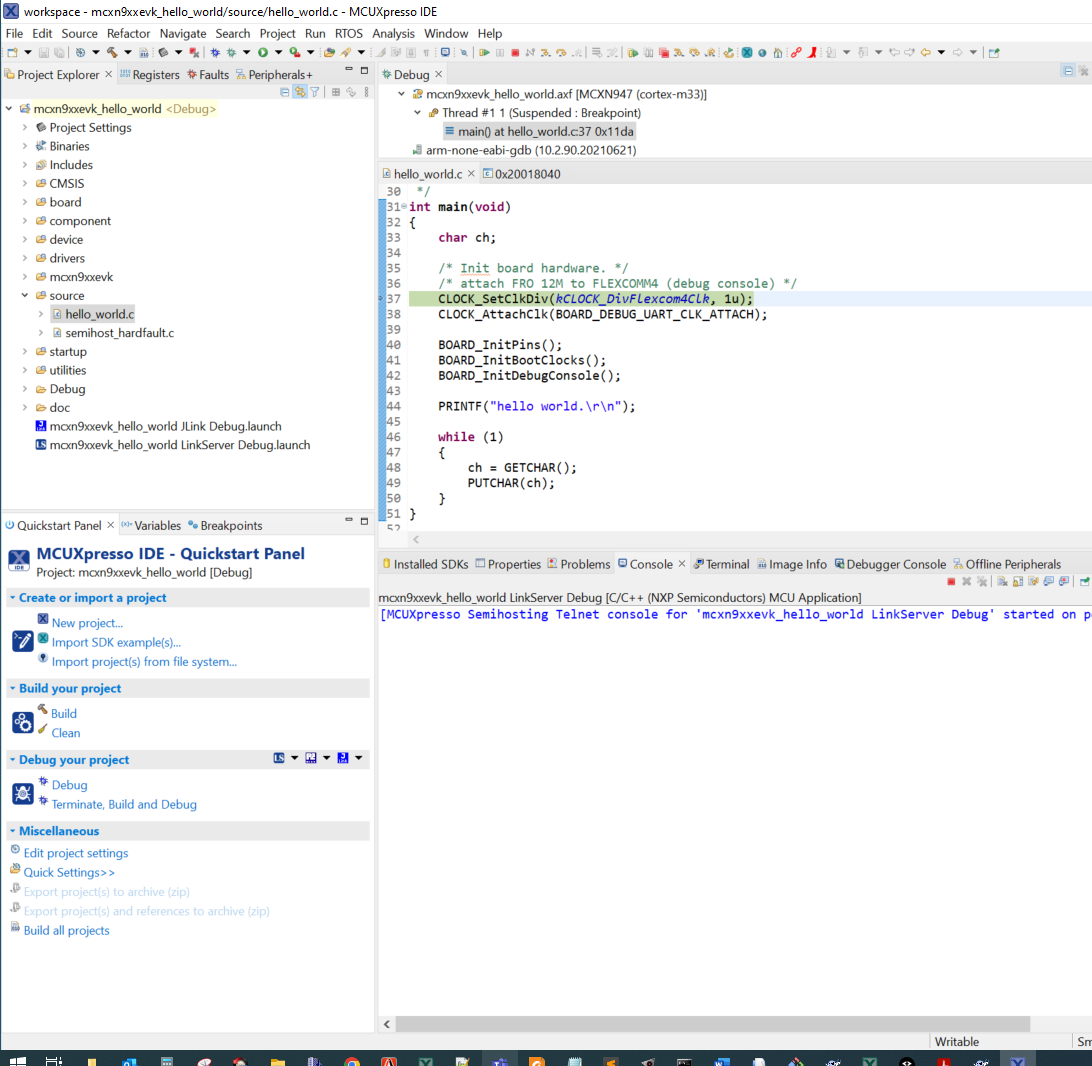 workspace - mcxn9xxevk_hello_world/source/hello_world.c - MCUXpresso IDE
File Edit Source Refactor Navigate Search Project Run RTOS Analysis Window Help
Project Explorer Registers Faults Peripherals+
mcxn9xxevk_hello_world <Debug>
Project Settings
Binaries
Includes
CMSIS
board
component
device
drivers
mcxn9xxevk
source
hello_world.c
semihost_hardfault.c
startup
utilities
Debug
doc
mcxn9xxevk_hello_world JLink Debug.launch
LS mcxn9xxevk_hello_world LinkServer Debug.launch
Debug
mcxn9xxevk_hello_world.axf [MCXN947 (cortex-m33)]
Thread #1 1 (Suspended : Breakpoint)
main() at hello_world.c:37 0x11da
arm-none-eabi-gdb (10.2.90.20210621)
hello_world.c 0x20018040
30 */
31 int main(void)
32 {
33 char ch;
34
35 /* Init board hardware. */
36 /* attach FRO 12M to FLEXCOMM4 (debug console) */
37 CLOCK_SetClkDiv(kCLOCK_DivFlexcom4Clk, 1u);
38 CLOCK_AttachClk(BOARD_DEBUG_UART_CLK_ATTACH);
39
40 BOARD_InitPins();
41 BOARD_InitBootClocks();
42 BOARD_InitDebugConsole();
43
44 PRINTF("hello world.\r\n");
45
46 while (1)
47 {
48 ch = GETCHAR();
49 PUTCHAR(ch);
50 }
51 }
52
Quickstart Panel (x)= Variables Breakpoints
IDE
MCUXpresso IDE - Quickstart Panel
Project: mcxn9xxevk_hello_world [Debug]
Create or import a project
New project...
Import SDK example(s)...
Import project(s) from file system...
Build your project
Build
Clean
Debug your project LS
Debug
Terminate, Build and Debug
Miscellaneous
Edit project settings
Quick Settings>>
Export project(s) to archive (zip)
Export project(s) and references to archive (zip)
Build all projects
Installed SDKs Properties Problems Console Terminal Image Info Debugger Console Offline Peripherals
mcxn9xxevk_hello_world LinkServer Debug [C/C++ (NXP Semiconductors) MCU Application]
[MCUXpresso Semihosting Telnet console for 'mcxn9xxevk_hello_world LinkServer Debug' started on p
Writable Sm